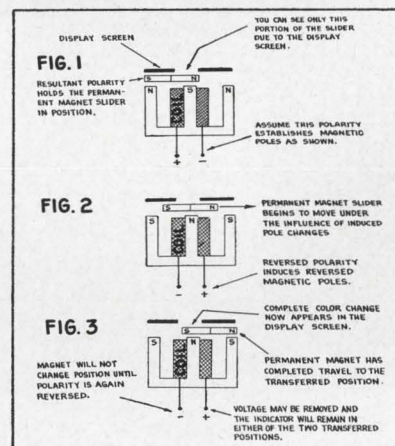 DISPLAY SCREEN
YOU CAN SEE ONLY THIS
PORTION OF THE SLIDER
DUE TO THE DISPLAY
SCREEN.
FIG. 1
RESULTANT POLARITY
HOLDS THE PERMAN-
ENT MAGNET SLIDER
IN POSITION.
S N
N S N
ASSUME THIS POLARITY
ESTABLISHES MAGNETIC
POLES AS SHOWN.
+ -
FIG. 2
PERMANENT MAGNET SLIDER
BEGINS TO MOVE UNDER
THE INFLUENCE OF INDUCED
POLE CHANGES
S N
S N S
REVERSED POLARITY
INDUCES REVERSED
MAGNETIC POLES.
- +
FIG. 3
COMPLETE COLOR CHANGE
NOW APPEARS IN THE
DISPLAY SCREEN.
S N
S N S
MAGNET WILL NOT
CHANGE POSITION UNTIL
POLARITY IS AGAIN
REVERSED.
PERMANENT MAGNET HAS
COMPLETED TRAVEL TO THE
TRANSFERRED POSITION.
- +
VOLTAGE MAY BE REMOVED AND
THE INDICATOR WILL REMAIN IN
EITHER OF THE TWO TRANSFERRED
POSITIONS.